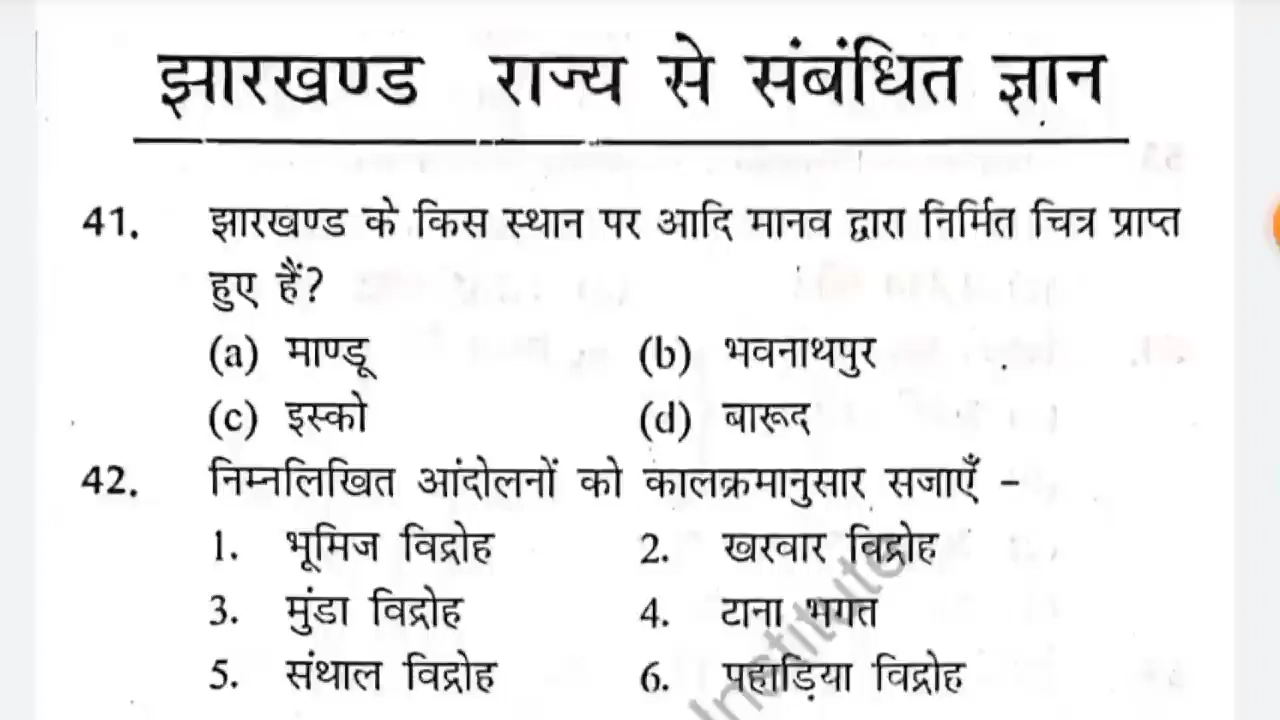 झारखण्ड राज्य से संबंधित ज्ञान
41. झारखण्ड के किस स्थान पर आदि मानव द्वारा निर्मित चित्र प्राप्त
हुए हैं?
(a) माण्डू (b) भवनाथपुर
(c) इस्को (d) बारूद
42. निम्नलिखित आंदोलनों को कालक्रमानुसार सजाएँ –
1. भूमिज विद्रोह 2. खरवार विद्रोह
3. मुंडा विद्रोह 4. टाना भगत
5. संथाल विद्रोह 6. पहाड़िया विद्रोह
Institute